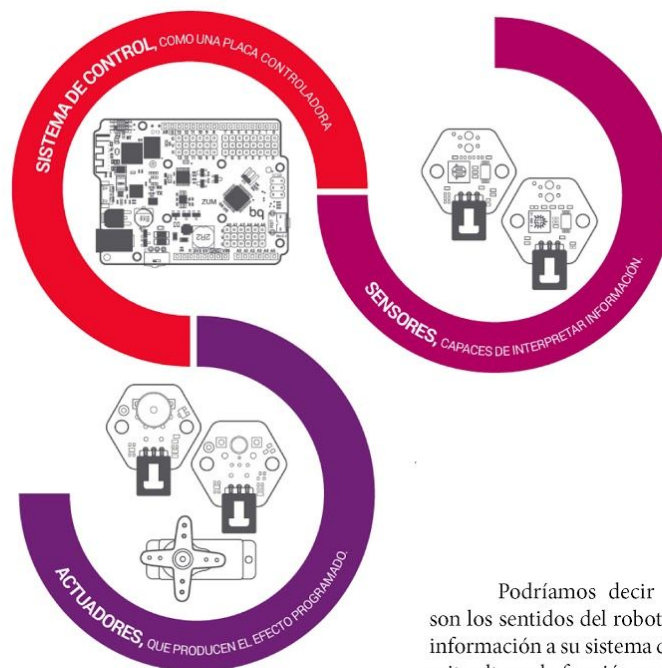 SISTEMA DE CONTROL, COMO UNA PLACA CONTROLADORA
ZUM
SENSORES, CAPACES DE INTERPRETAR INFORMACIÓN.
ACTUADORES, QUE PRODUCEN EL EFECTO PROGRAMADO.
Podríamos decir
son los sentidos del robot
información a su sistema